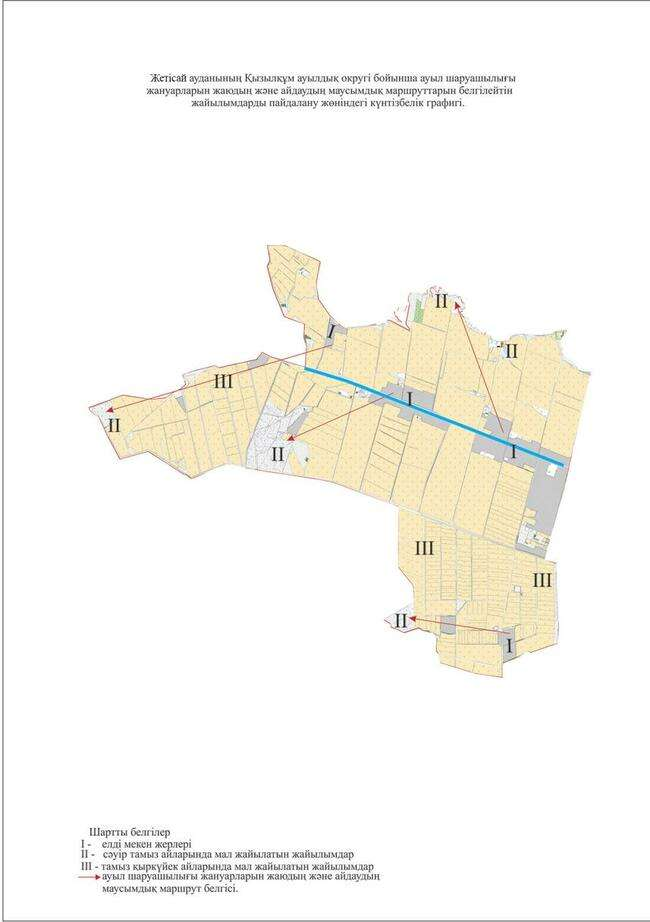 Жетісай ауданының Қызылқұм ауылдық округі бойынша ауыл шаруашылығы
жануарларын жаюдың және айдаудың маусымдық маршруттарын белгілейтін
жайылымдарды пайдалану жөніндегі күнтізбелік графигі.
II
I
II
III
I
II
II
I
III
III
II
I
Шартты белгілер
I - елді мекен жерлері
II - сәуір тамыз айларында мал жайылатын жайылымдар
III - тамыз қыркүйек айларында мал жайылатын жайылымдар
ауыл шаруашылығы жануарларын жаюдың және айдаудың
маусымдық маршрут белгісі.